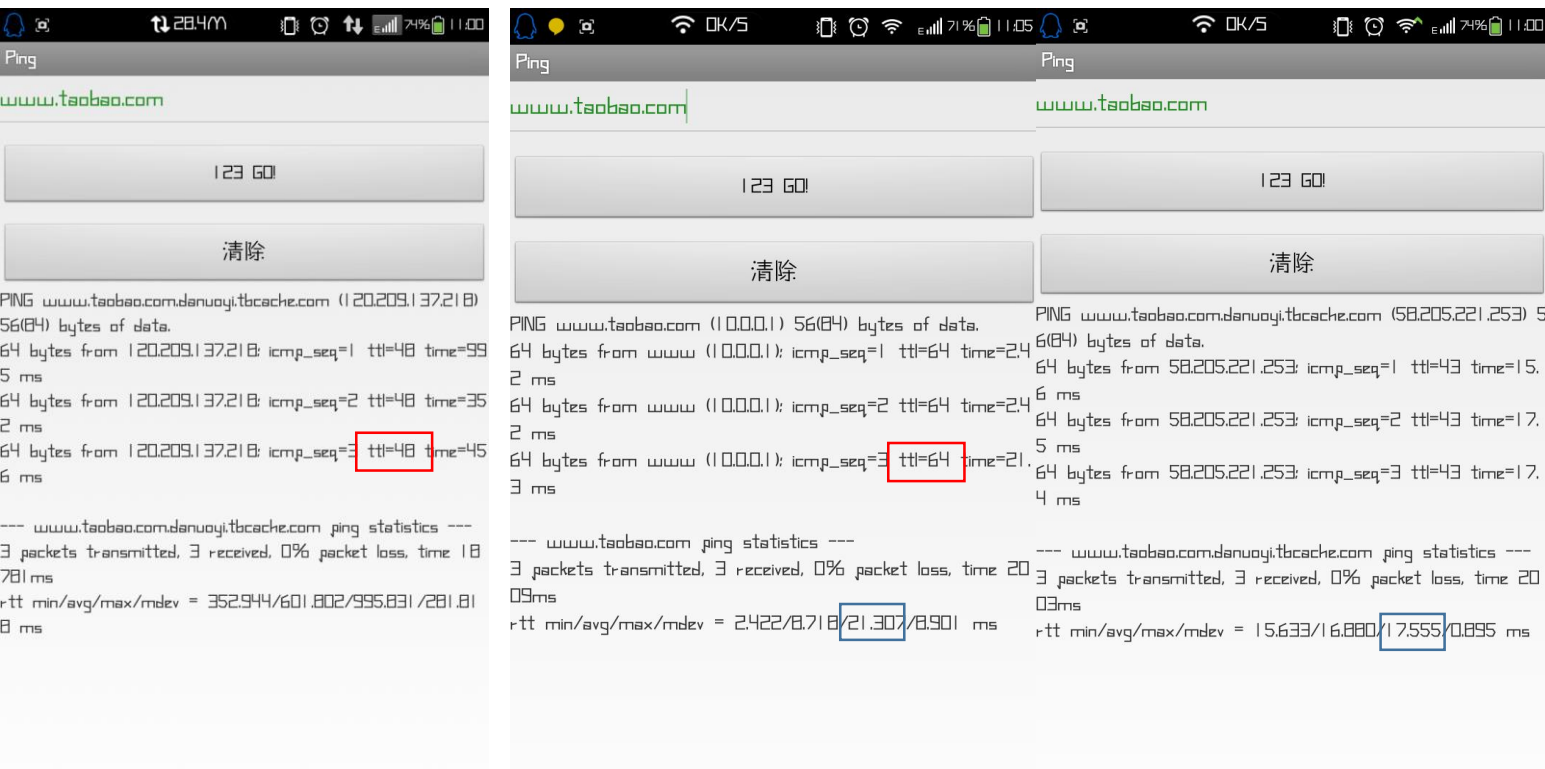 28.4M 74% 11:00
Ping
www.taobao.com
123 GO!
清除
PING www.taobao.com.danuoyi.tbcache.com (120.209.137.218)
56(84) bytes of data.
64 bytes from 120.209.137.218: icmp_seq=1 ttl=48 time=99
5 ms
64 bytes from 120.209.137.218: icmp_seq=2 ttl=48 time=35
2 ms
64 bytes from 120.209.137.218: icmp_seq=3 ttl=48 time=45
6 ms
--- www.taobao.com.danuoyi.tbcache.com ping statistics ---
3 packets transmitted, 3 received, 0% packet loss, time 18
781ms
rtt min/avg/max/mdev = 352.944/601.802/995.831/281.81
8 ms
0K/S E 71% 11:05
Ping
www.taobao.com
123 GO!
清除
PING www.taobao.com (10.0.0.1) 56(84) bytes of data.
64 bytes from www (10.0.0.1): icmp_seq=1 ttl=64 time=2.4
2 ms
64 bytes from www (10.0.0.1): icmp_seq=2 ttl=64 time=2.4
2 ms
64 bytes from www (10.0.0.1): icmp_seq=3 ttl=64 time=21.
3 ms
--- www.taobao.com ping statistics ---
3 packets transmitted, 3 received, 0% packet loss, time 20
09ms
rtt min/avg/max/mdev = 2.422/8.718/21.307/8.901 ms
0K/S E 74% 11:00
Ping
www.taobao.com
123 GO!
清除
PING www.taobao.com.danuoyi.tbcache.com (58.205.221.253) 5
6(84) bytes of data.
64 bytes from 58.205.221.253: icmp_seq=1 ttl=43 time=15.
6 ms
64 bytes from 58.205.221.253: icmp_seq=2 ttl=43 time=17.
5 ms
64 bytes from 58.205.221.253: icmp_seq=3 ttl=43 time=17.
4 ms
--- www.taobao.com.danuoyi.tbcache.com ping statistics ---
3 packets transmitted, 3 received, 0% packet loss, time 20
03ms
rtt min/avg/max/mdev = 15.633/16.880/17.555/0.895 ms